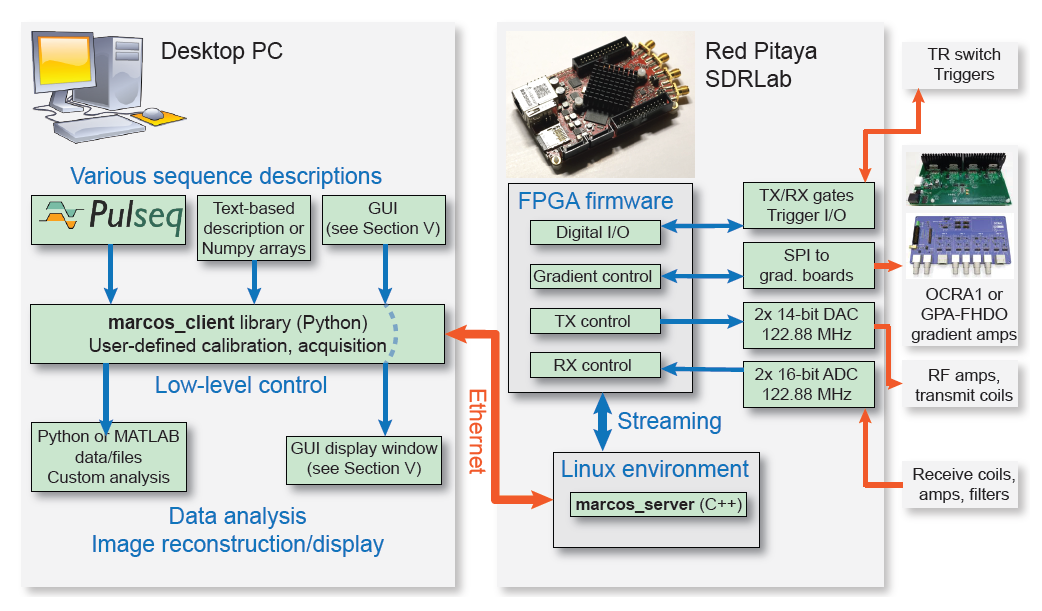 Desktop PC
Various sequence descriptions
Pulseq
Text-based
description or
Numpy arrays
GUI
(see Section V)
marcos_client library (Python)
User-defined calibration, acquisition
Low-level control
Python or MATLAB
data/files
Custom analysis
GUI display window
(see Section V)
Data analysis
Image reconstruction/display
Ethernet
Red Pitaya
SDRLab
FPGA firmware
Digital I/O
Gradient control
TX control
RX control
TX/RX gates
Trigger I/O
SPI to
grad. boards
2x 14-bit DAC
122.88 MHz
2x 16-bit ADC
122.88 MHz
Streaming
Linux environment
marcos_server (C++)
TR switch
Triggers
OCRA1 or
GPA-FHDO
gradient amps
RF amps,
transmit coils
Receive coils,
amps, filters